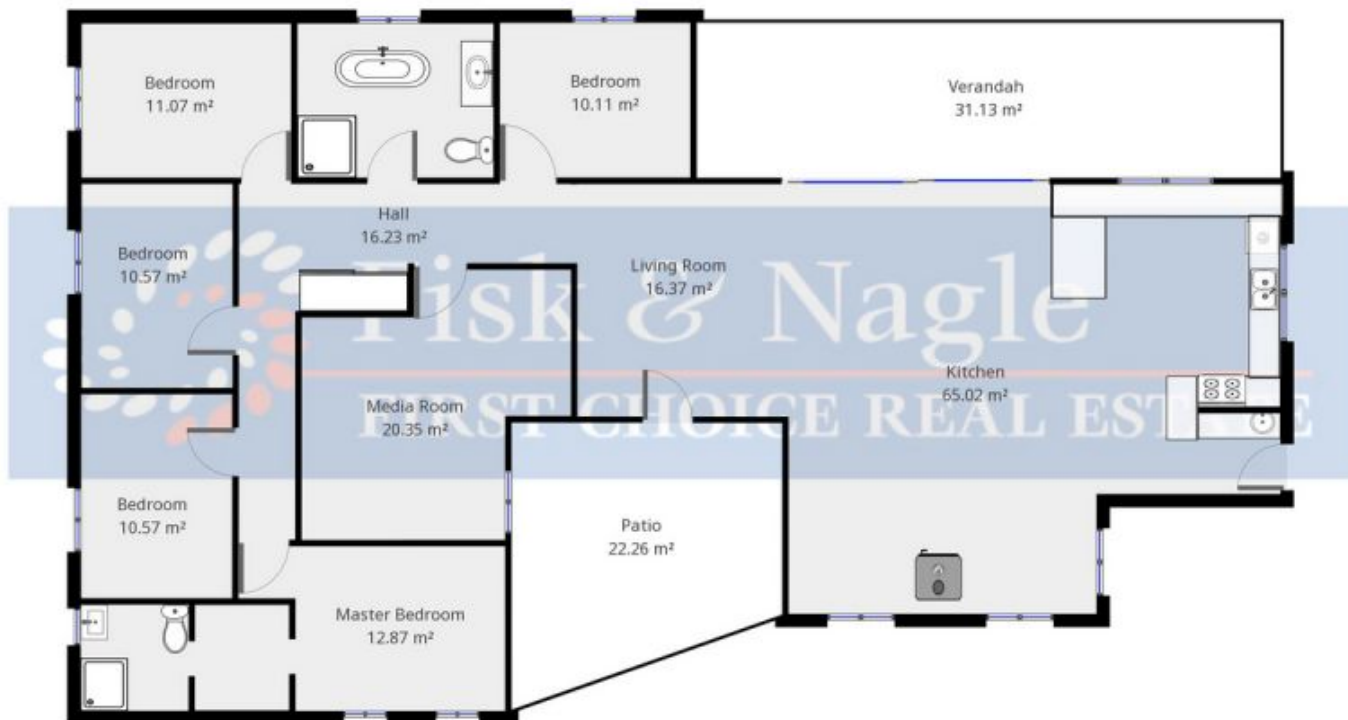 Bedroom
11.07 m²
Bedroom
10.11 m²
Verandah
31.13 m²
Hall
16.23 m²
Bedroom
10.57 m²
Living Room
16.37 m²
Fisk & Nagle
Kitchen
65.02 m²
Media Room
20.35 m²
FIRST CHOICE REAL ESTATE
Bedroom
10.57 m²
Patio
22.26 m²
Master Bedroom
12.87 m²